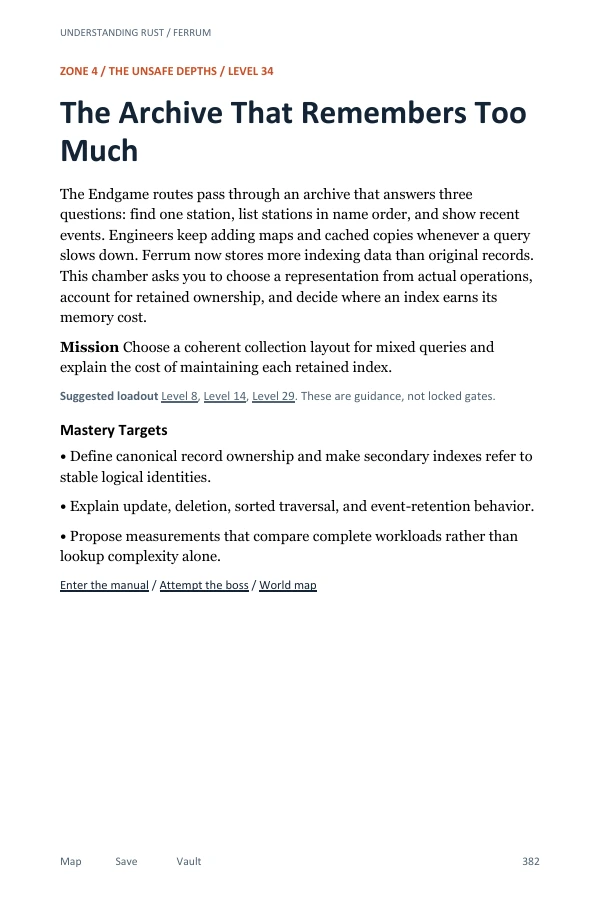 UNDERSTANDING RUST / FERRUM
ZONE 4 / THE UNSAFE DEPTHS / LEVEL 34
The Archive That Remembers Too
Much
The Endgame routes pass through an archive that answers three
questions: find one station, list stations in name order, and show recent
events. Engineers keep adding maps and cached copies whenever a query
slows down. Ferrum now stores more indexing data than original records.
This chamber asks you to choose a representation from actual operations,
account for retained ownership, and decide where an index earns its
memory cost.
Mission Choose a coherent collection layout for mixed queries and
explain the cost of maintaining each retained index.
Suggested loadout Level 8, Level 14, Level 29. These are guidance, not locked gates.
Mastery Targets
• Define canonical record ownership and make secondary indexes refer to
stable logical identities.
• Explain update, deletion, sorted traversal, and event-retention behavior.
• Propose measurements that compare complete workloads rather than
lookup complexity alone.
Enter the manual / Attempt the boss / World map
Map Save Vault 382